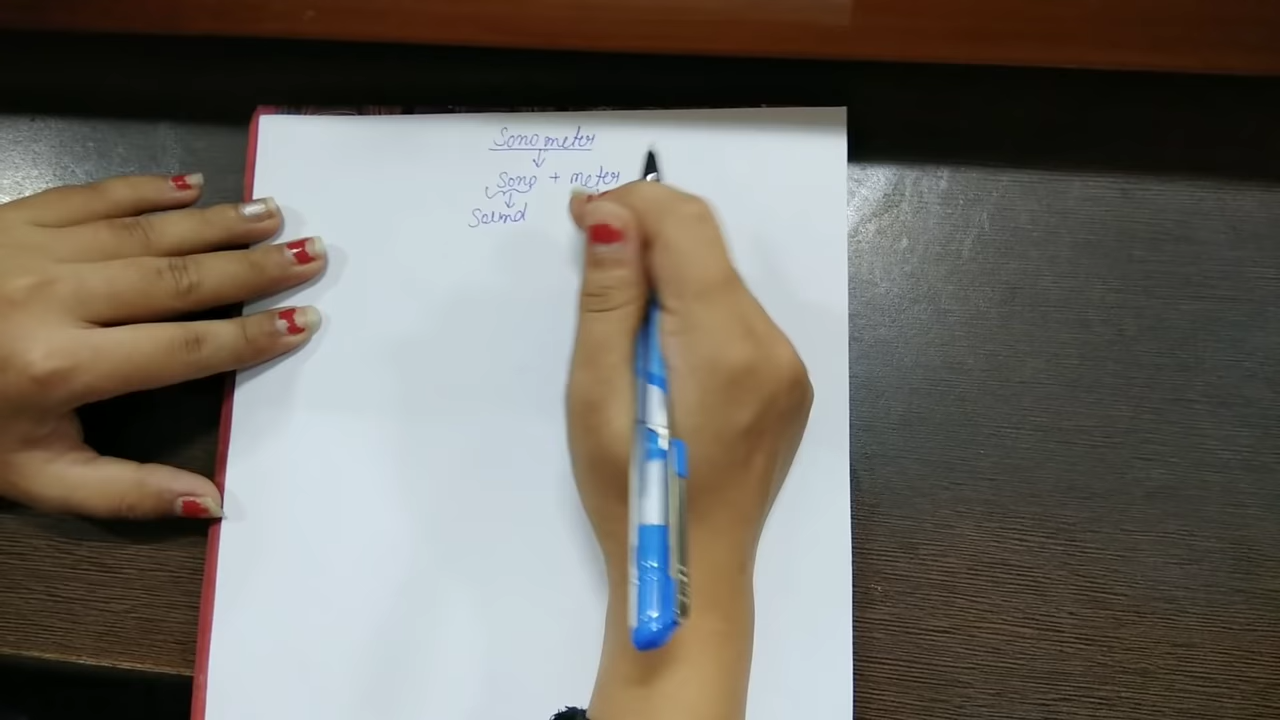 Sonometer
↓
Sono + meter
↓
Sound